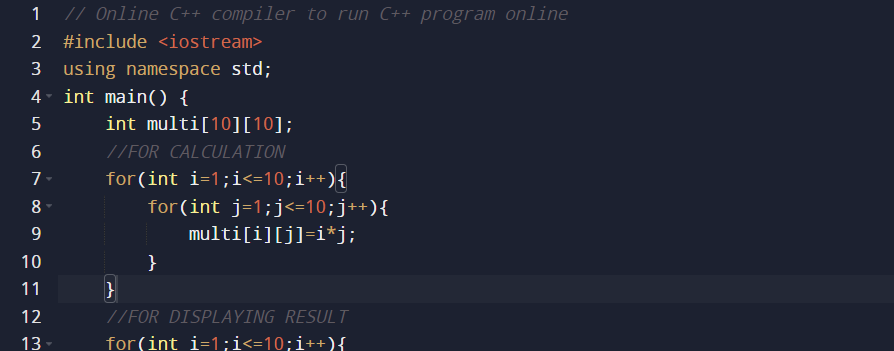 1 // Online C++ compiler to run C++ program online
2 #include <iostream>
3 using namespace std;
4 int main() {
5     int multi[10][10];
6     //FOR CALCULATION
7     for(int i=1;i<=10;i++){
8         for(int j=1;j<=10;j++){
9             multi[i][j]=i*j;
10         }
11     }
12     //FOR DISPLAYING RESULT
13     for(int i=1;i<=10;i++){